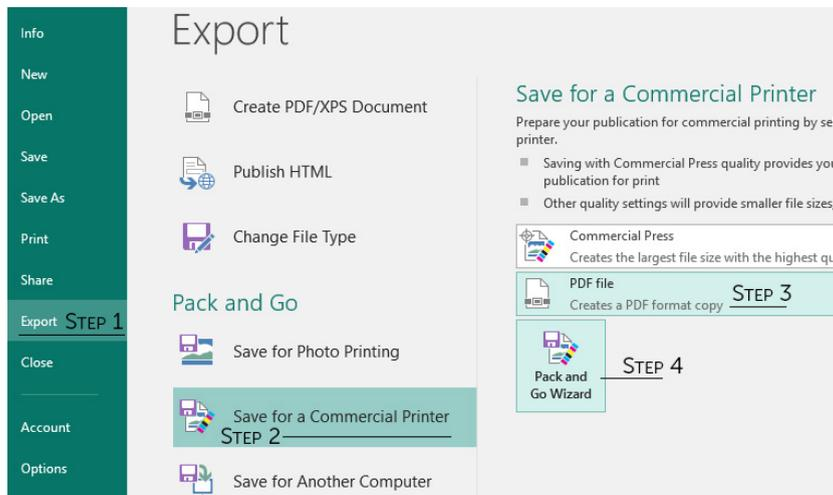 Info
New
Open
Save
Save As
Print
Share
Export STEP 1
Close
Account
Options
Export
Create PDF/XPS Document
Publish HTML
Change File Type
Pack and Go
Save for Photo Printing
Save for a Commercial Printer
STEP 2
Save for Another Computer
Save for a Commercial Printer
Prepare your publication for commercial printing by se
printer.
Saving with Commercial Press quality provides you
publication for print
Other quality settings will provide smaller file sizes,
Commercial Press
Creates the largest file size with the highest qu
PDF file
Creates a PDF format copy STEP 3
Pack and
Go Wizard
STEP 4